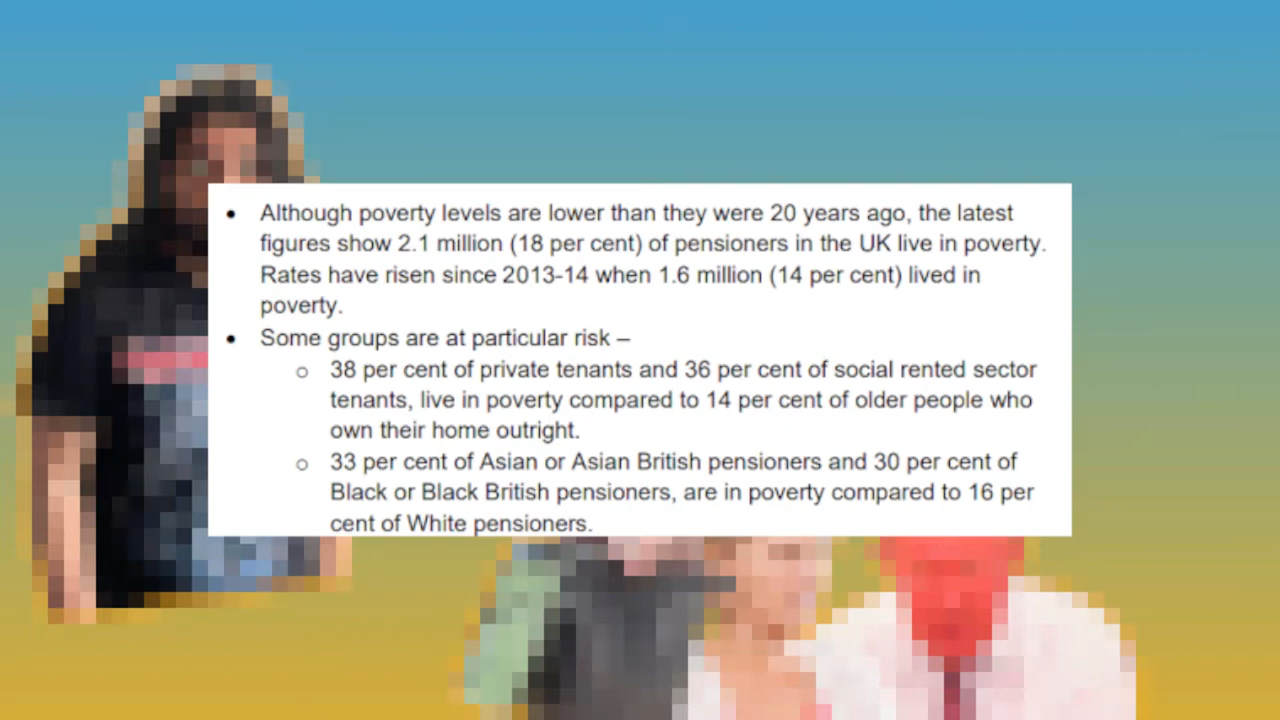 • Although poverty levels are lower than they were 20 years ago, the latest
figures show 2.1 million (18 per cent) of pensioners in the UK live in poverty.
Rates have risen since 2013-14 when 1.6 million (14 per cent) lived in
poverty.
• Some groups are at particular risk –
o 38 per cent of private tenants and 36 per cent of social rented sector
tenants, live in poverty compared to 14 per cent of older people who
own their home outright.
o 33 per cent of Asian or Asian British pensioners and 30 per cent of
Black or Black British pensioners, are in poverty compared to 16 per
cent of White pensioners.